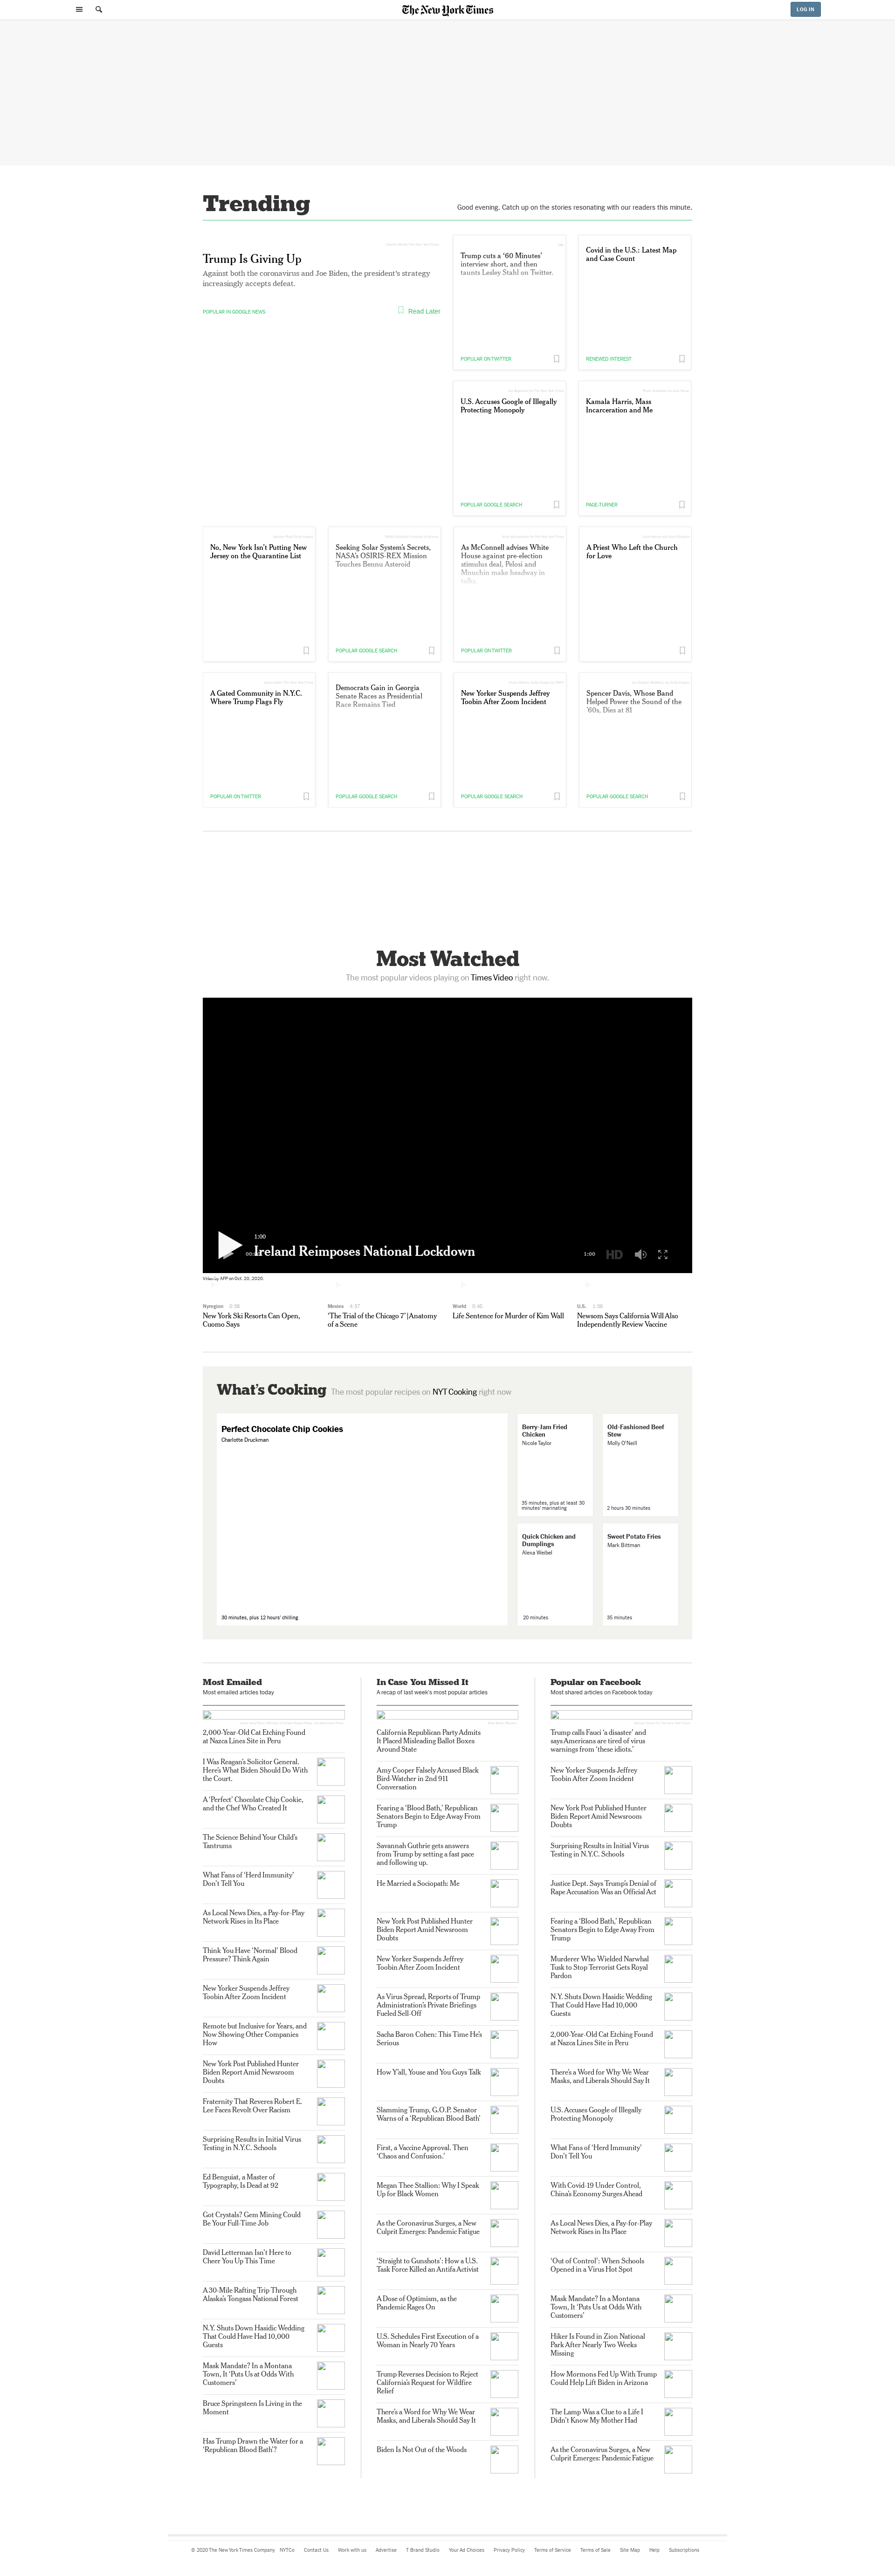 The New York Times
LOG IN
Trending
Good evening. Catch up on the stories resonating with our readers this minute.
Trump Is Giving Up
Against both the coronavirus and Joe Biden, the president's strategy
increasingly accepts defeat.
POPULAR IN GOOGLE NEWS
Read Later
Trump cuts a '60 Minutes'
interview short, and then
taunts Lesley Stahl on Twitter.
POPULAR ON TWITTER
Covid in the U.S.: Latest Map
and Case Count
RENEWED INTEREST
U.S. Accuses Google of Illegally
Protecting Monopoly
POPULAR GOOGLE SEARCH
Kamala Harris, Mass
Incarceration and Me
PAGE-TURNER
No, New York Isn't Putting New
Jersey on the Quarantine List
Seeking Solar System's Secrets,
NASA's OSIRIS-REX Mission
Touches Bennu Asteroid
POPULAR GOOGLE SEARCH
As McConnell advises White
House against pre-election
stimulus deal, Pelosi and
Mnuchin make headway in
talks.
POPULAR ON TWITTER
A Priest Who Left the Church
for Love
A Gated Community in N.Y.C.
Where Trump Flags Fly
POPULAR ON TWITTER
Democrats Gain in Georgia
Senate Races as Presidential
Race Remains Tied
POPULAR GOOGLE SEARCH
New Yorker Suspends Jeffrey
Toobin After Zoom Incident
POPULAR GOOGLE SEARCH
Spencer Davis, Whose Band
Helped Power the Sound of the
'60s, Dies at 81
POPULAR GOOGLE SEARCH
Most Watched
The most popular videos playing on Times Video right now.
1:00
Ireland Reimposes National Lockdown
1:00
HD
Video by AFP on Oct. 20, 2020.
Nyregion 0:38
New York Ski Resorts Can Open,
Cuomo Says
Movies 4:37
'The Trial of the Chicago 7' | Anatomy
of a Scene
World 0:45
Life Sentence for Murder of Kim Wall
U.S. 1:08
Newsom Says California Will Also
Independently Review Vaccine
What's Cooking The most popular recipes on NYT Cooking right now
Perfect Chocolate Chip Cookies
Charlotte Druckman
30 minutes, plus 12 hours' chilling
Berry-Jam Fried
Chicken
Nicole Taylor
35 minutes, plus at least 30
minutes' marinating
Old-Fashioned Beef
Stew
Molly O'Neill
2 hours 30 minutes
Quick Chicken and
Dumplings
Alexa Weibel
20 minutes
Sweet Potato Fries
Mark Bittman
35 minutes
Most Emailed
Most emailed articles today
2,000-Year-Old Cat Etching Found
at Nazca Lines Site in Peru
I Was Reagan's Solicitor General.
Here's What Biden Should Do With
the Court.
A 'Perfect' Chocolate Chip Cookie,
and the Chef Who Created It
The Science Behind Your Child's
Tantrums
What Fans of 'Herd Immunity'
Don't Tell You
As Local News Dies, a Pay-for-Play
Network Rises in Its Place
Think You Have 'Normal' Blood
Pressure? Think Again
New Yorker Suspends Jeffrey
Toobin After Zoom Incident
Remote but Inclusive for Years, and
Now Showing Other Companies
How
New York Post Published Hunter
Biden Report Amid Newsroom
Doubts
Fraternity That Reveres Robert E.
Lee Faces Revolt Over Racism
Surprising Results in Initial Virus
Testing in N.Y.C. Schools
Ed Benguiat, a Master of
Typography, Is Dead at 92
Got Crystals? Gem Mining Could
Be Your Full-Time Job
David Letterman Isn't Here to
Cheer You Up This Time
A 30-Mile Rafting Trip Through
Alaska's Tongass National Forest
N.Y. Shuts Down Hasidic Wedding
That Could Have Had 10,000
Guests
Mask Mandate? In a Montana
Town, It 'Puts Us at Odds With
Customers'
Bruce Springsteen Is Living in the
Moment
Has Trump Drawn the Water for a
'Republican Blood Bath'?
In Case You Missed It
A recap of last week's most popular articles
California Republican Party Admits
It Placed Misleading Ballot Boxes
Around State
Amy Cooper Falsely Accused Black
Bird-Watcher in 2nd 911
Conversation
Fearing a 'Blood Bath,' Republican
Senators Begin to Edge Away From
Trump
Savannah Guthrie gets answers
from Trump by setting a fast pace
and following up.
He Married a Sociopath: Me
New York Post Published Hunter
Biden Report Amid Newsroom
Doubts
New Yorker Suspends Jeffrey
Toobin After Zoom Incident
As Virus Spread, Reports of Trump
Administration's Private Briefings
Fueled Sell-Off
Sacha Baron Cohen: This Time He's
Serious
How Y'all, Youse and You Guys Talk
Slamming Trump, G.O.P. Senator
Warns of a 'Republican Blood Bath'
First, a Vaccine Approval. Then
'Chaos and Confusion.'
Megan Thee Stallion: Why I Speak
Up for Black Women
As the Coronavirus Surges, a New
Culprit Emerges: Pandemic Fatigue
'Straight to Gunshots': How a U.S.
Task Force Killed an Antifa Activist
A Dose of Optimism, as the
Pandemic Rages On
U.S. Schedules First Execution of a
Woman in Nearly 70 Years
Trump Reverses Decision to Reject
California's Request for Wildfire
Relief
There's a Word for Why We Wear
Masks, and Liberals Should Say It
Biden Is Not Out of the Woods
Popular on Facebook
Most shared articles on Facebook today
Trump calls Fauci 'a disaster' and
says Americans are tired of virus
warnings from 'these idiots.'
New Yorker Suspends Jeffrey
Toobin After Zoom Incident
New York Post Published Hunter
Biden Report Amid Newsroom
Doubts
Surprising Results in Initial Virus
Testing in N.Y.C. Schools
Justice Dept. Says Trump's Denial of
Rape Accusation Was an Official Act
Fearing a 'Blood Bath,' Republican
Senators Begin to Edge Away From
Trump
Murderer Who Wielded Narwhal
Tusk to Stop Terrorist Gets Royal
Pardon
N.Y. Shuts Down Hasidic Wedding
That Could Have Had 10,000
Guests
2,000-Year-Old Cat Etching Found
at Nazca Lines Site in Peru
There's a Word for Why We Wear
Masks, and Liberals Should Say It
U.S. Accuses Google of Illegally
Protecting Monopoly
What Fans of 'Herd Immunity'
Don't Tell You
With Covid-19 Under Control,
China's Economy Surges Ahead
As Local News Dies, a Pay-for-Play
Network Rises in Its Place
'Out of Control': When Schools
Opened in a Virus Hot Spot
Mask Mandate? In a Montana
Town, It 'Puts Us at Odds With
Customers'
Hiker Is Found in Zion National
Park After Nearly Two Weeks
Missing
How Mormons Fed Up With Trump
Could Help Lift Biden in Arizona
The Lamp Was a Clue to a Life I
Didn't Know My Mother Had
As the Coronavirus Surges, a New
Culprit Emerges: Pandemic Fatigue
© 2020 The New York Times Company NYTCo Contact Us Work with us Advertise T Brand Studio Your Ad Choices Privacy Policy Terms of Service Terms of Sale Site Map Help Subscriptions